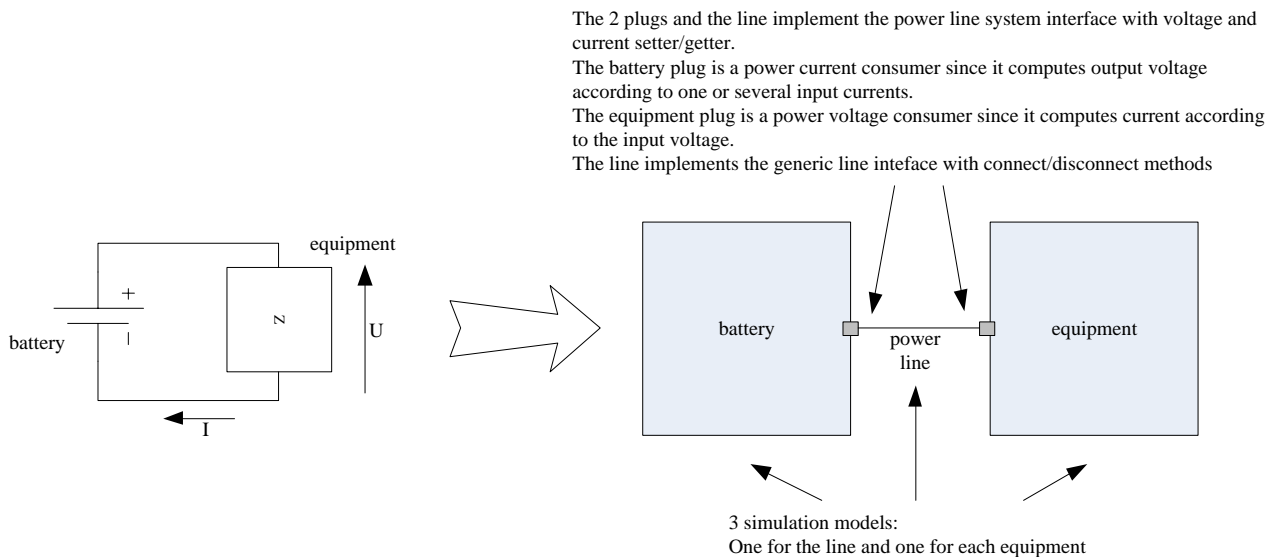 The 2 plugs and the line implement the power line system interface with voltage and
current setter/getter.
The battery plug is a power current consumer since it computes output voltage
according to one or several input currents.
The equipment plug is a power voltage consumer since it computes current according
to the input voltage.
The line implements the generic line inteface with connect/disconnect methods
equipment
+
Z
U
battery
–
I
battery
power
line
equipment
3 simulation models:
One for the line and one for each equipment